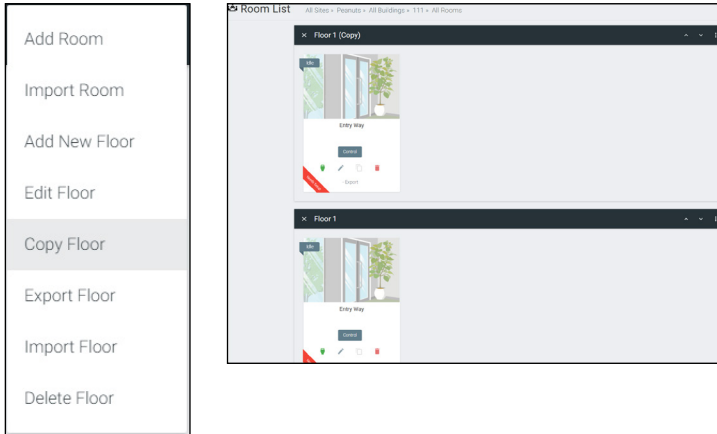 Add Room
Import Room
Add New Floor
Edit Floor
Copy Floor
Export Floor
Import Floor
Delete Floor
Room List
All Sites » Peanuts » All Buildings » 111 » All Rooms
Floor 1 (Copy)
Idle
Entry Way
Control
Export
Floor 1
Idle
Entry Way
Control